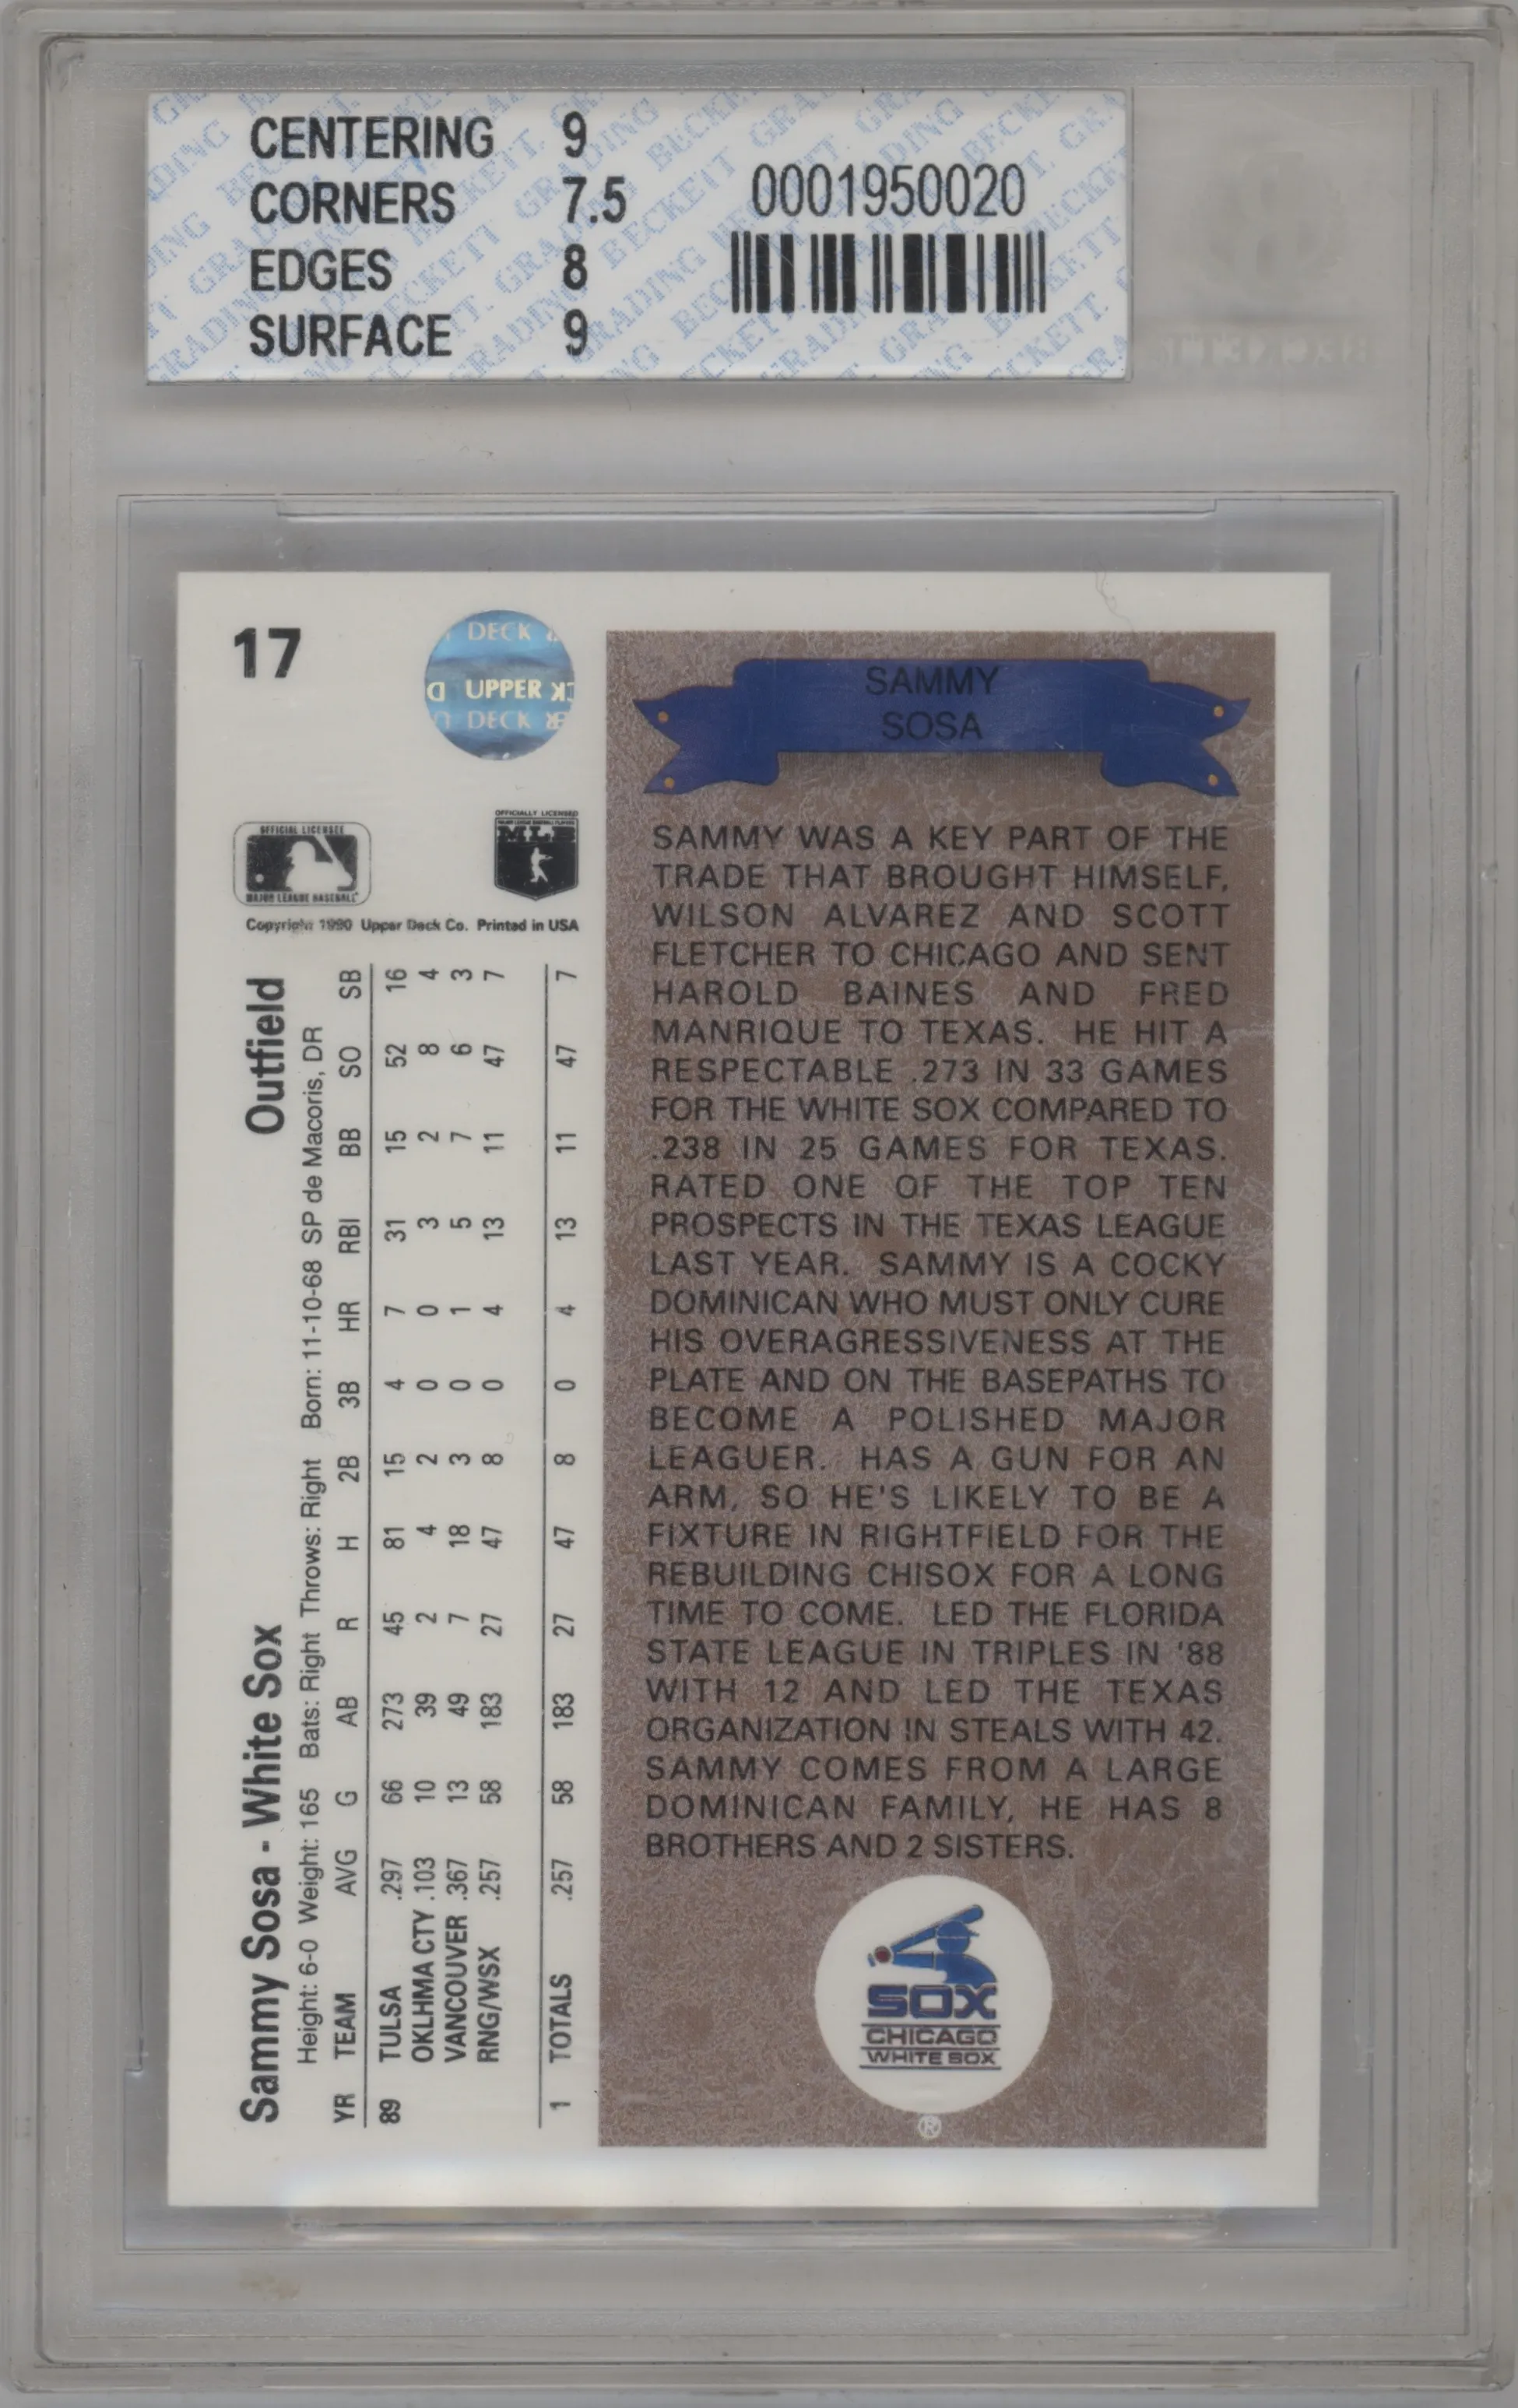 CENTERING 9
CORNERS 7.5
EDGES 8
SURFACE 9
0001950020
17
DECK
UPPER
DECK
OFFICIAL LICENSEE
MAJOR LEAGUE BASEBALL
OFFICIALLY LICENSED
MLB
Copyright 1990 Upper Deck Co. Printed in USA
Sammy Sosa - White Sox Outfield
Height: 6-0 Weight: 165 Bats: Right Throws: Right Born: 11-10-68 SP de Macoris, DR
YR TEAM AVG G AB R H 2B 3B HR RBI BB SO SB
89 TULSA .297 66 273 45 81 15 4 7 31 15 52 16
OKLHMA CTY .103 10 39 2 4 2 0 0 3 2 8 4
VANCOUVER .367 13 49 7 18 3 0 1 5 7 6 3
RNG/WSX .257 58 183 27 47 8 0 4 13 11 47 7
1 TOTALS .257 58 183 27 47 8 0 4 13 11 47 7
SAMMY
SOSA
SAMMY WAS A KEY PART OF THE
TRADE THAT BROUGHT HIMSELF,
WILSON ALVAREZ AND SCOTT
FLETCHER TO CHICAGO AND SENT
HAROLD BAINES AND FRED
MANRIQUE TO TEXAS. HE HIT A
RESPECTABLE .273 IN 33 GAMES
FOR THE WHITE SOX COMPARED TO
.238 IN 25 GAMES FOR TEXAS.
RATED ONE OF THE TOP TEN
PROSPECTS IN THE TEXAS LEAGUE
LAST YEAR. SAMMY IS A COCKY
DOMINICAN WHO MUST ONLY CURE
HIS OVERAGRESSIVENESS AT THE
PLATE AND ON THE BASEPATHS TO
BECOME A POLISHED MAJOR
LEAGUER. HAS A GUN FOR AN
ARM, SO HE'S LIKELY TO BE A
FIXTURE IN RIGHTFIELD FOR THE
REBUILDING CHISOX FOR A LONG
TIME TO COME. LED THE FLORIDA
STATE LEAGUE IN TRIPLES IN '88
WITH 12 AND LED THE TEXAS
ORGANIZATION IN STEALS WITH 42.
SAMMY COMES FROM A LARGE
DOMINICAN FAMILY, HE HAS 8
BROTHERS AND 2 SISTERS.
SOX
CHICAGO
WHITE SOX
®